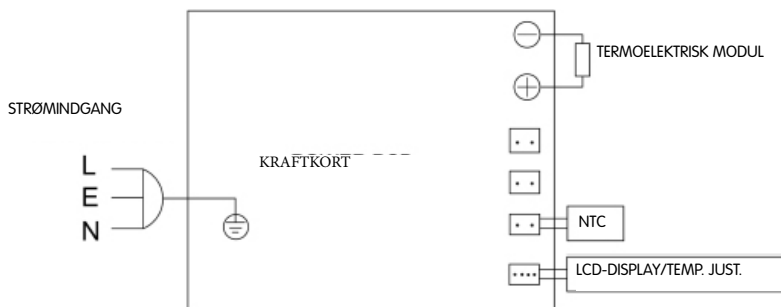 TERMOELEKTRISK MODUL
STRØMINDGANG
L
E
N
KRAFTKORT
NTC
LCD-DISPLAY/TEMP. JUST.